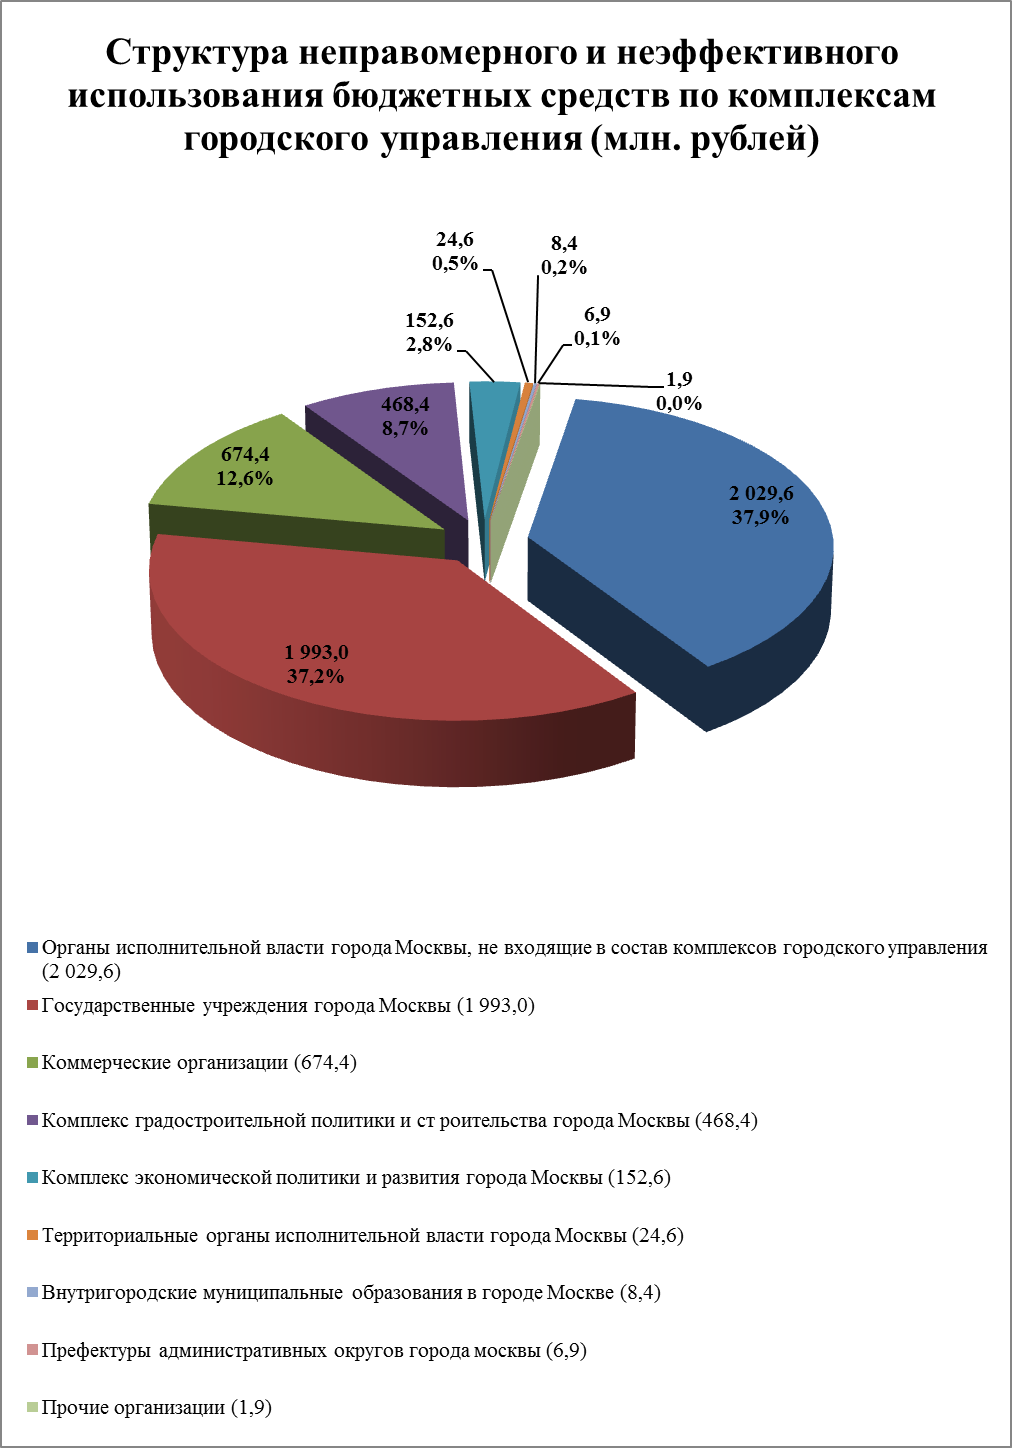 Структура неправомерного и неэффективного
использования бюджетных средств по комплексам
городского управления (млн. рублей)
24,6
0,5%
8,4
0,2%
6,9
0,1%
152,6
2,8%
1,9
0,0%
468,4
8,7%
674,4
12,6%
2 029,6
37,9%
1 993,0
37,2%
Органы исполнительной власти города Москвы, не входящие в состав комплексов городского управления
(2 029,6)
Государственные учреждения города Москвы (1 993,0)
Коммерческие организации (674,4)
Комплекс градостроительной политики и ст роительства города Москвы (468,4)
Комплекс экономической политики и развития города Москвы (152,6)
Территориальные органы исполнительной власти города Москвы (24,6)
Внутригородские муниципальные образования в городе Москве (8,4)
Префектуры административных округов города москвы (6,9)
Прочие организации (1,9)